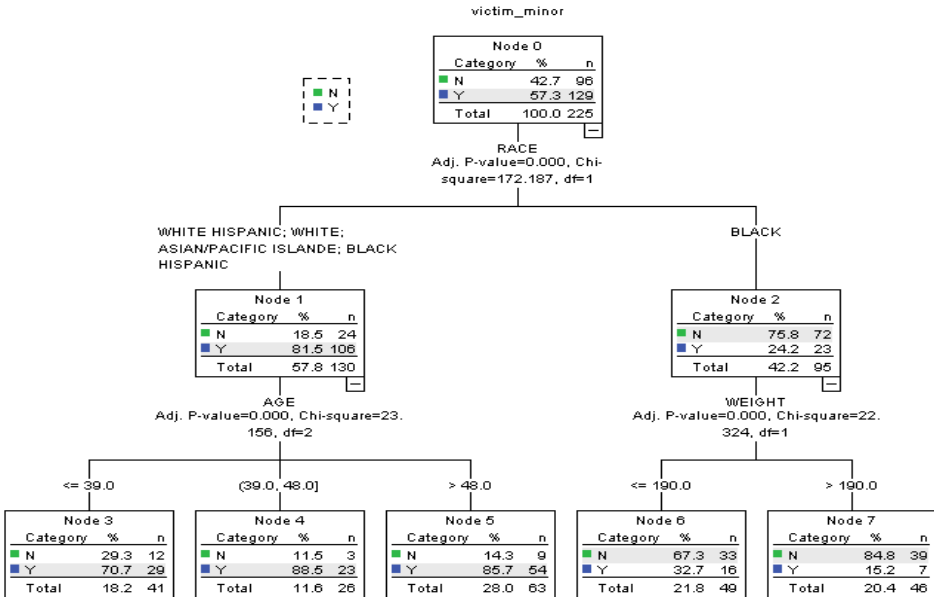 victim_minor
Node 0
Category % n
N 42.7 96
Y 57.3 129
Total 100.0 225
N
Y
RACE
Adj. P-value=0.000, Chi-
square=172.187, df=1
WHITE HISPANIC; WHITE;
ASIAN/PACIFIC ISLANDE; BLACK
HISPANIC
BLACK
Node 1
Category % n
N 18.5 24
Y 81.5 106
Total 57.8 130
Node 2
Category % n
N 75.8 72
Y 24.2 23
Total 42.2 95
AGE
Adj. P-value=0.000, Chi-square=23.
156, df=2
WEIGHT
Adj. P-value=0.000, Chi-square=22.
324, df=1
<= 39.0
(39.0, 48.0]
> 48.0
<= 190.0
> 190.0
Node 3
Category % n
N 29.3 12
Y 70.7 29
Total 18.2 41
Node 4
Category % n
N 11.5 3
Y 88.5 23
Total 11.6 26
Node 5
Category % n
N 14.3 9
Y 85.7 54
Total 28.0 63
Node 6
Category % n
N 67.3 33
Y 32.7 16
Total 21.8 49
Node 7
Category % n
N 84.8 39
Y 15.2 7
Total 20.4 46